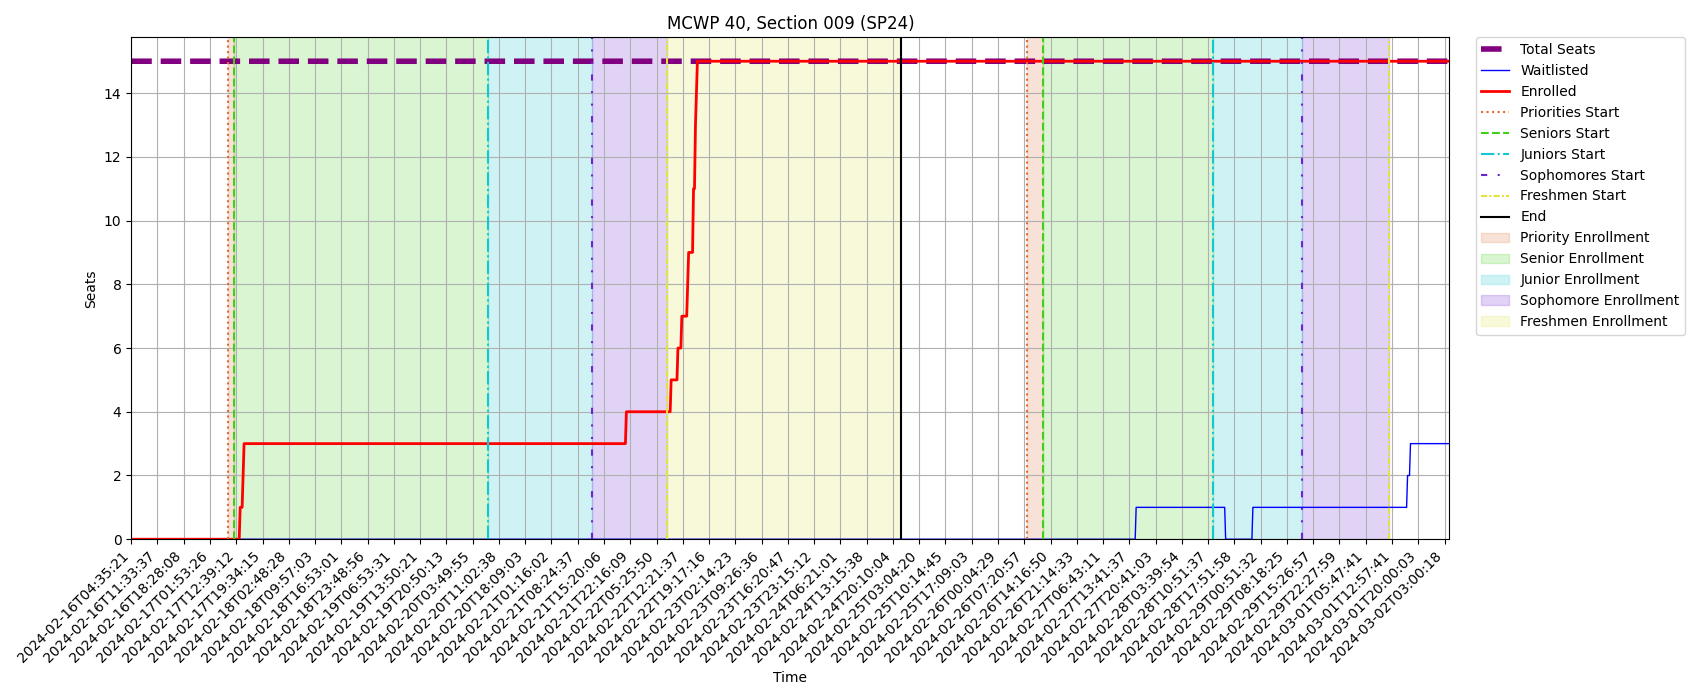 MCWP 40, Section 009 (SP24)
Seats
14
12
10
8
6
4
2
0
2024-02-16T04:35:21
2024-02-16T11:33:37
2024-02-16T18:28:08
2024-02-17T01:53:26
2024-02-17T12:39:12
2024-02-17T19:34:15
2024-02-18T02:48:28
2024-02-18T09:57:03
2024-02-18T16:53:01
2024-02-18T23:48:56
2024-02-19T06:53:31
2024-02-19T13:50:21
2024-02-19T20:50:13
2024-02-20T03:49:55
2024-02-20T11:02:38
2024-02-20T18:09:03
2024-02-21T01:16:02
2024-02-21T08:24:37
2024-02-21T15:20:06
2024-02-21T22:16:09
2024-02-22T05:25:50
2024-02-22T12:21:37
2024-02-22T19:17:16
2024-02-23T02:14:23
2024-02-23T09:26:36
2024-02-23T16:20:47
2024-02-23T23:15:12
2024-02-24T06:21:01
2024-02-24T13:15:38
2024-02-24T20:10:04
2024-02-25T03:04:20
2024-02-25T10:14:45
2024-02-25T17:09:03
2024-02-26T00:04:29
2024-02-26T07:20:57
2024-02-26T14:16:50
2024-02-26T21:14:33
2024-02-27T06:43:11
2024-02-27T13:41:37
2024-02-27T20:41:03
2024-02-28T03:39:54
2024-02-28T10:51:37
2024-02-28T17:51:58
2024-02-29T00:51:32
2024-02-29T08:18:25
2024-02-29T15:26:57
2024-02-29T22:27:59
2024-03-01T05:47:41
2024-03-01T12:57:41
2024-03-01T20:00:03
2024-03-02T03:00:18
Time
Total Seats
Waitlisted
Enrolled
Priorities Start
Seniors Start
Juniors Start
Sophomores Start
Freshmen Start
End
Priority Enrollment
Senior Enrollment
Junior Enrollment
Sophomore Enrollment
Freshmen Enrollment